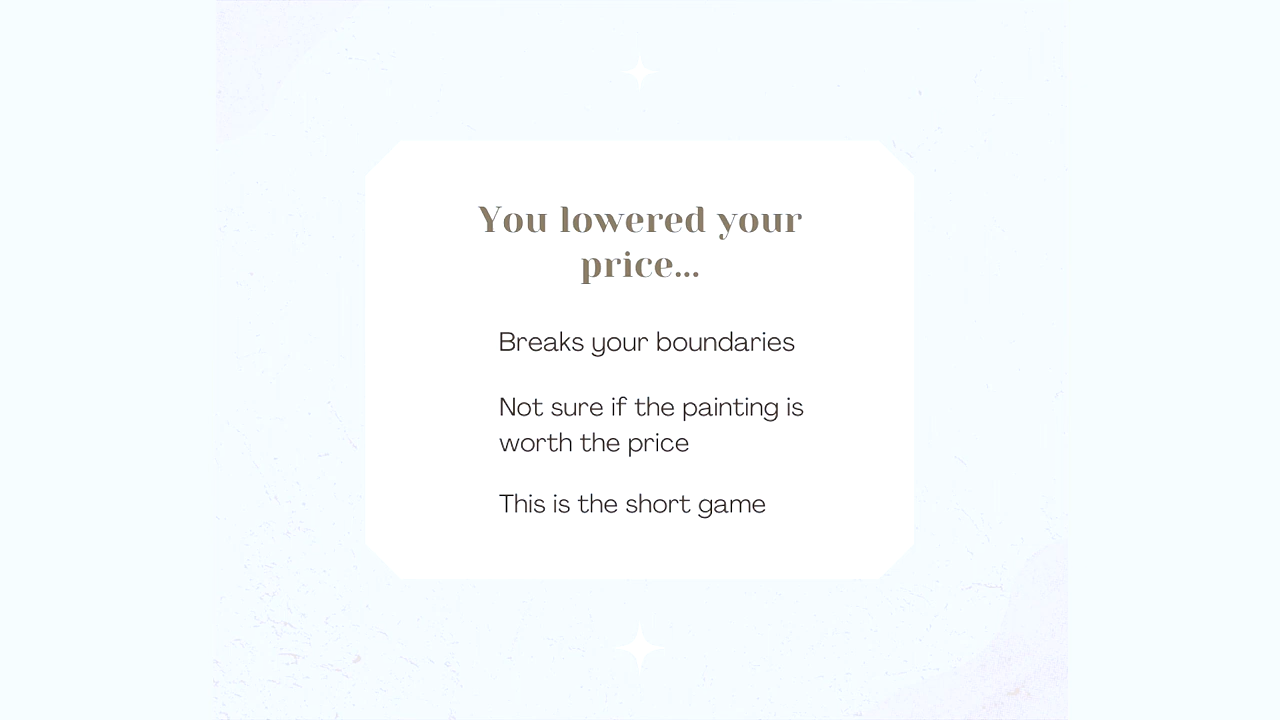 You lowered your
price...
Breaks your boundaries
Not sure if the painting is
worth the price
This is the short game